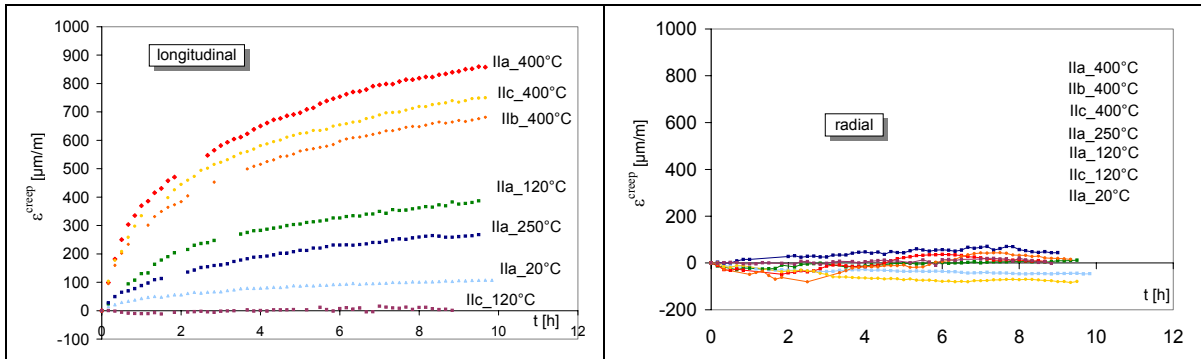 1000
900
800
700
600
500
400
300
200
100
0
-100
ε^creep [µm/m]
longitudinal
IIa_400°C
IIc_400°C
IIb_400°C
IIa_120°C
IIa_250°C
IIa_20°C
IIc_120°C
t [h]
0 2 4 6 8 10 12
1000
800
600
400
200
0
-200
ε^creep [µm/m]
radial
IIa_400°C
IIb_400°C
IIc_400°C
IIa_250°C
IIa_120°C
IIc_120°C
IIa_20°C
t [h]
0 2 4 6 8 10 12